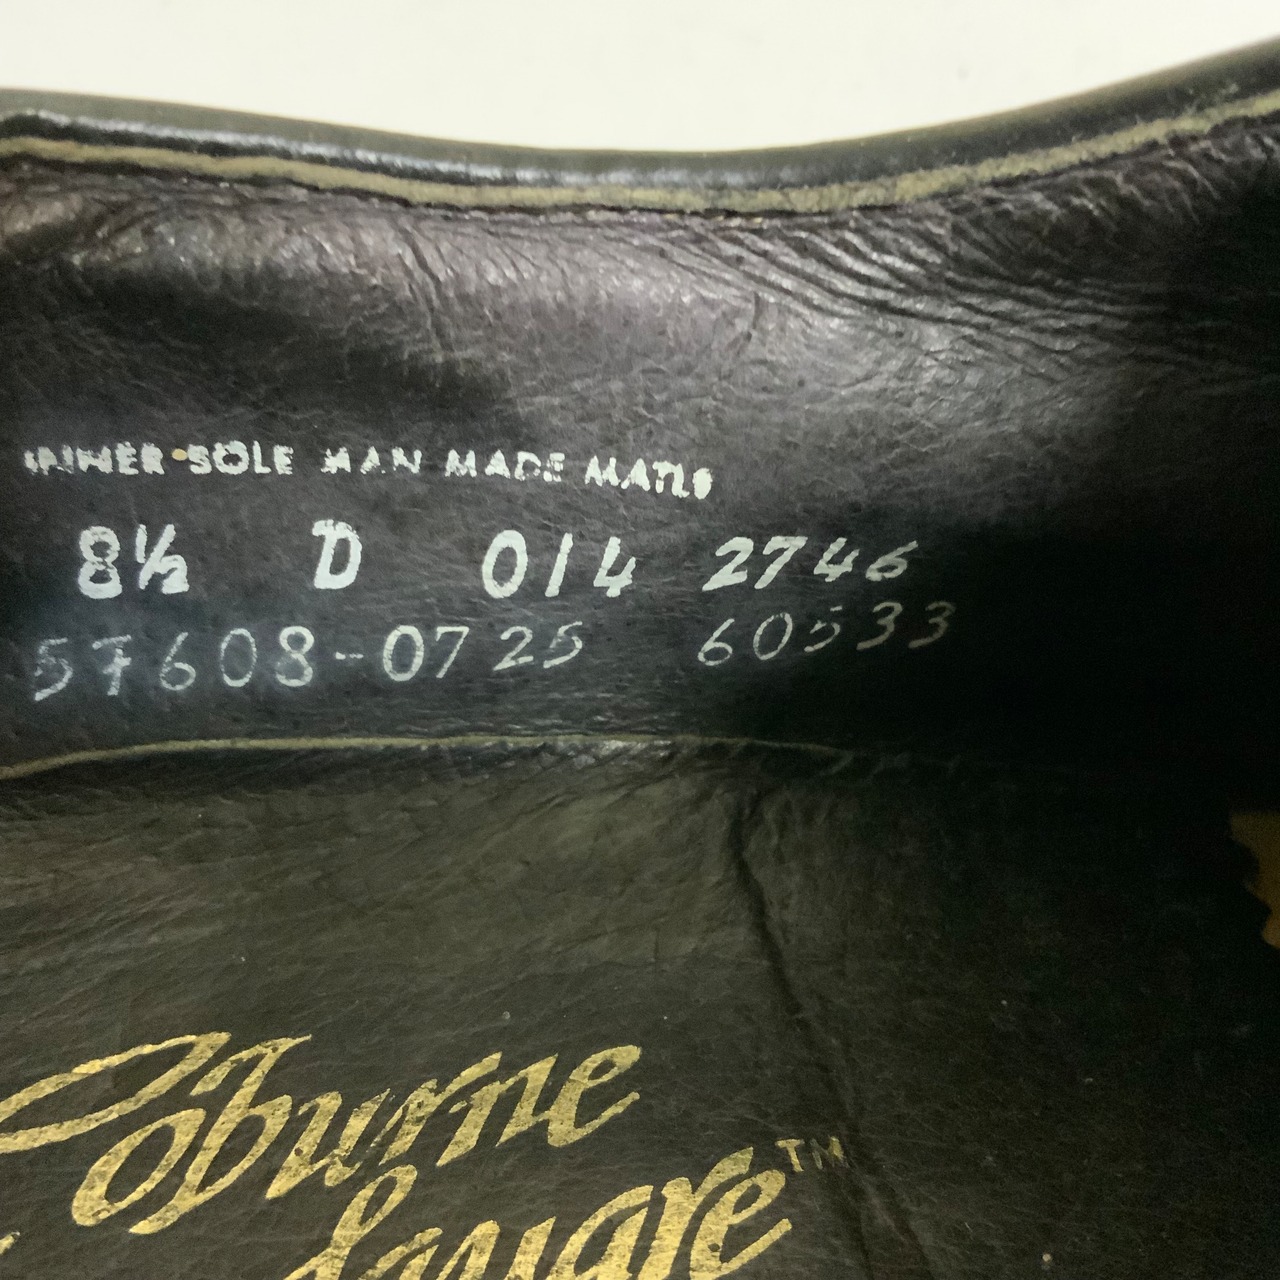 INNER SOLE MAN MADE MATLS
8½ D 014 2746
57608-0725 60533
Coburne
Square™